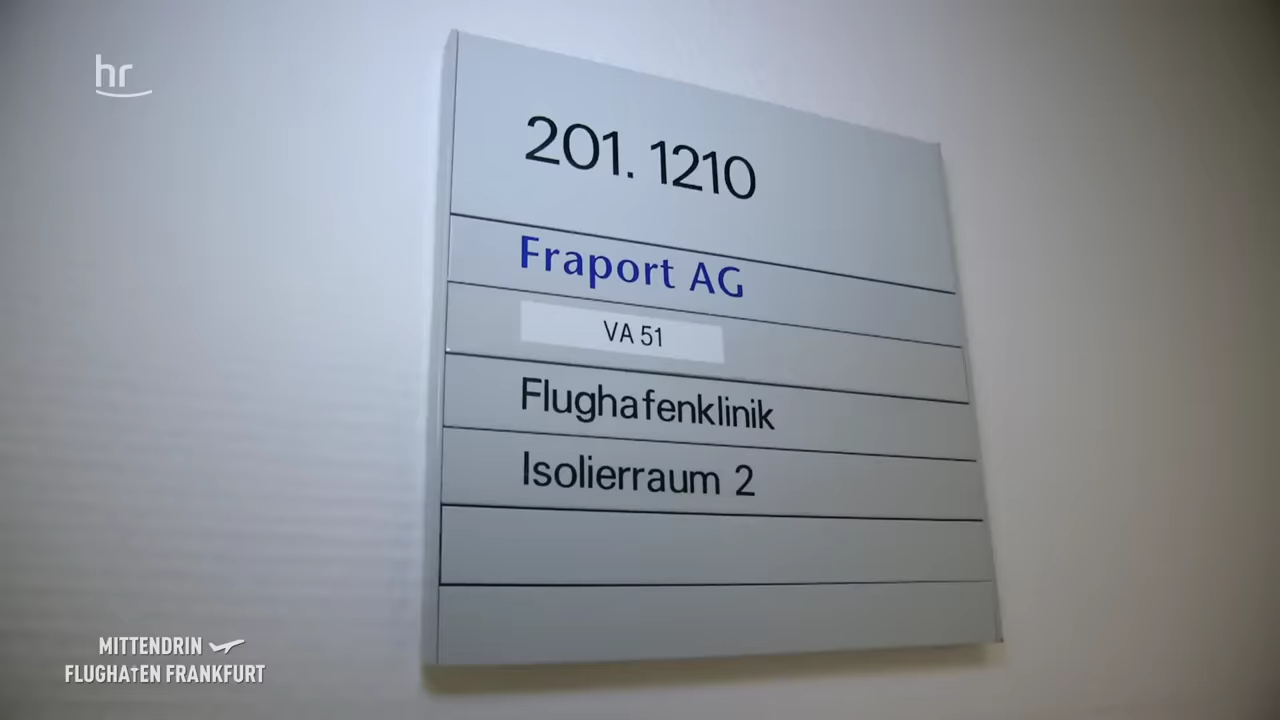 hr
201. 1210
Fraport AG
VA 51
Flughafenklinik
Isolierraum 2
MITTENDRIN
FLUGHAFEN FRANKFURT